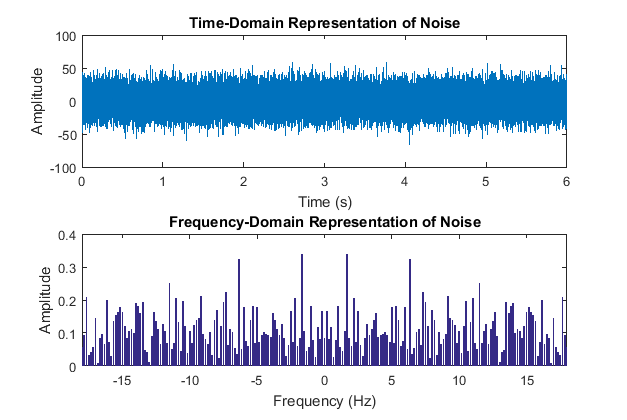 Time-Domain Representation of Noise
100
50
0
-50
-100
Amplitude
0 1 2 3 4 5 6
Time (s)
Frequency-Domain Representation of Noise
0.4
0.3
0.2
0.1
0
Amplitude
-15 -10 -5 0 5 10 15
Frequency (Hz)